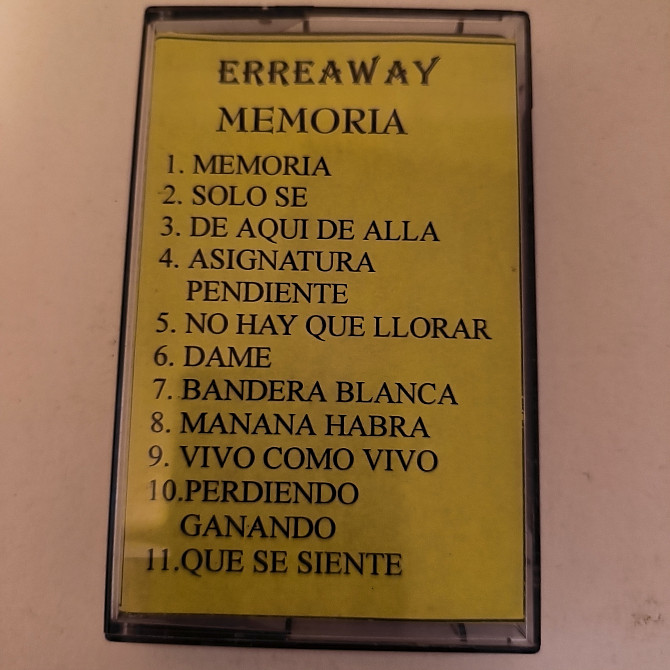 ERREAWAY
MEMORIA
1. MEMORIA
2. SOLO SE
3. DE AQUI DE ALLA
4. ASIGNATURA
PENDIENTE
5. NO HAY QUE LLORAR
6. DAME
7. BANDERA BLANCA
8. MANANA HABRA
9. VIVO COMO VIVO
10.PERDIENDO
GANANDO
11.QUE SE SIENTE